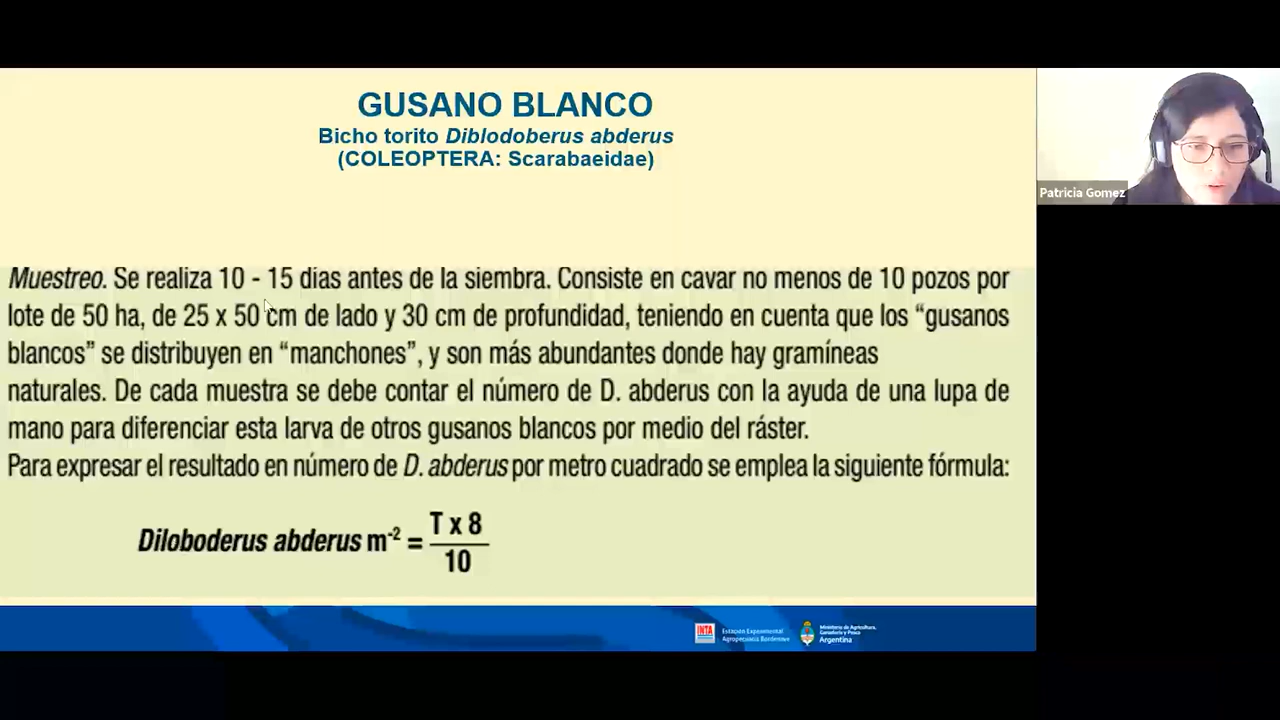 GUSANO BLANCO
Bicho torito Diblodoberus abderus
(COLEOPTERA: Scarabaeidae)
Patricia Gomez
Muestreo. Se realiza 10 - 15 días antes de la siembra. Consiste en cavar no menos de 10 pozos por
lote de 50 ha, de 25 x 50 cm de lado y 30 cm de profundidad, teniendo en cuenta que los “gusanos
blancos” se distribuyen en “manchones”, y son más abundantes donde hay gramíneas
naturales. De cada muestra se debe contar el número de D. abderus con la ayuda de una lupa de
mano para diferenciar esta larva de otros gusanos blancos por medio del ráster.
Para expresar el resultado en número de D. abderus por metro cuadrado se emplea la siguiente fórmula:
Diloboderus abderus m-2 = T x 8
10
INTA
Estación Experimental
Agropecuaria Bordenave
Ministerio de Agricultura,
Ganadería y Pesca
Argentina